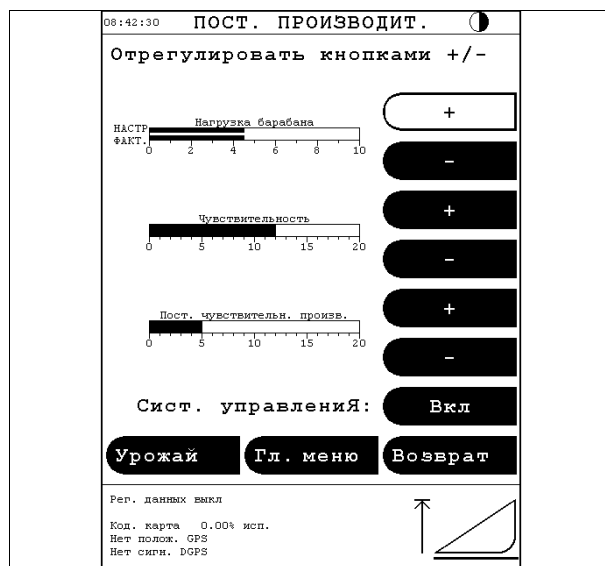 08:42:30 ПОСТ. ПРОИЗВОДИТ.
Отрегулировать кнопками +/-
+
Нагрузка барабана
НАСТР
ФАКТ.
0 2 4 6 8 10
-
+
Чувствительность
0 5 10 15 20
-
+
Пост. чувствительн. произв.
0 5 10 15 20
-
Сист. управлениЯ: Вкл
Урожай Гл. меню Возврат
Рег. данных выкл
Код. карта 0.00% исп.
Нет полож. GPS
Нет сигн. DGPS